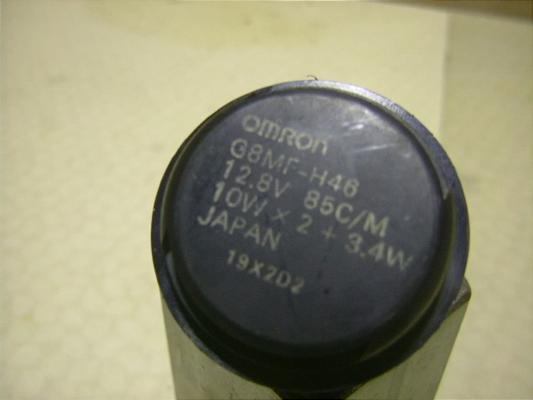 OMRON
G8MF-H46
12.8V 85C/M
10W × 2 + 3.4W
JAPAN
19X2D2